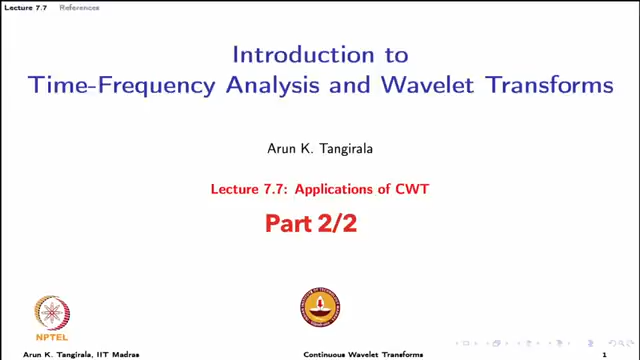 Lecture 7.7 References
Introduction to
Time-Frequency Analysis and Wavelet Transforms
Arun K. Tangirala
Lecture 7.7: Applications of CWT
Part 2/2
NPTEL
Arun K. Tangirala, IIT Madras Continuous Wavelet Transforms 1